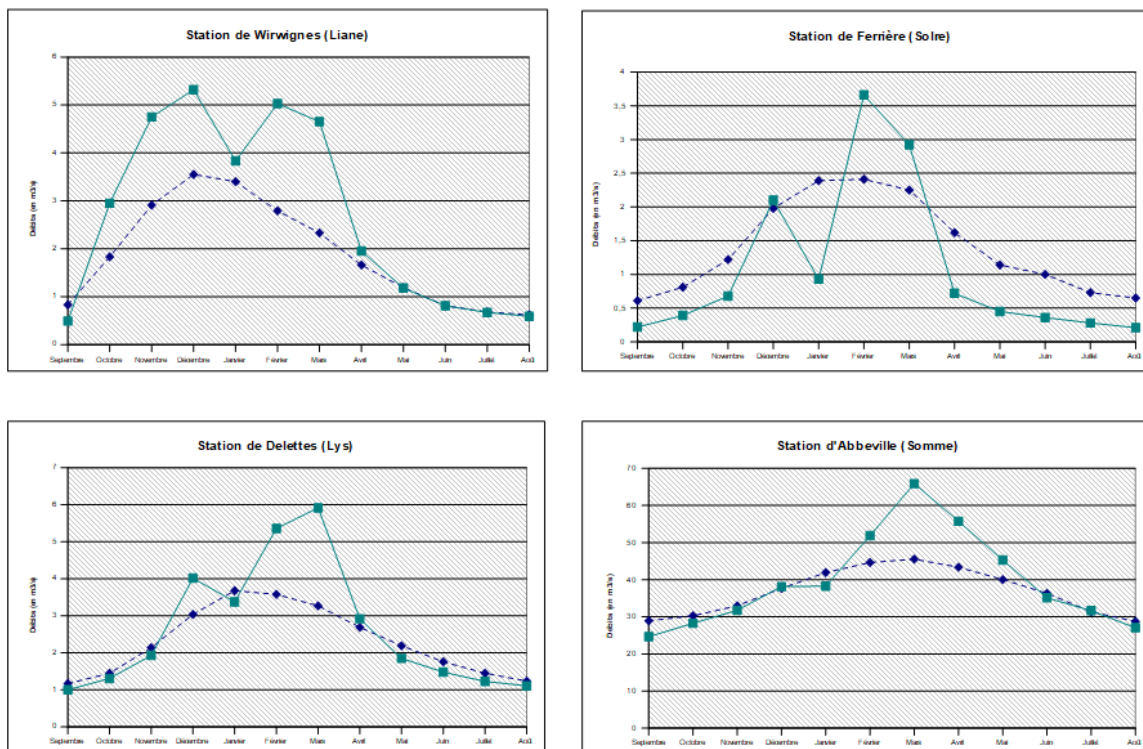 Station de Wirwignes (Liane)
6
5
4
3
2
1
0
Débits (en m3/s)
Septembre Octobre Novembre Décembre Janvier Février Mars Avril Mai Juin Juillet Aoû
Station de Ferrière (Solre)
4
3,5
3
2,5
2
1,5
1
0,5
0
Débits (en m3/s)
Septembre Octobre Novembre Décembre Janvier Février Mars Avril Mai Juin Juillet Aoû
Station de Delettes (Lys)
7
6
5
4
3
2
1
0
Débits (en m3/s)
Septembre Octobre Novembre Décembre Janvier Février Mars Avril Mai Juin Juillet Aoû
Station d'Abbeville (Somme)
70
60
50
40
30
20
10
0
Débits (en m3/s)
Septembre Octobre Novembre Décembre Janvier Février Mars Avril Mai Juin Juillet Aoû